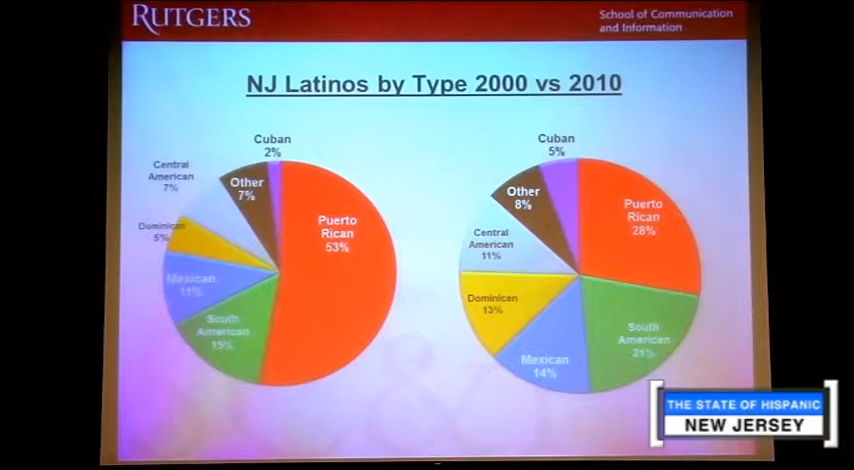 RUTGERS
School of Communication
and Information
NJ Latinos by Type 2000 vs 2010
Cuban
2%
Central
American
7%
Other
7%
Puerto
Rican
53%
Dominican
5%
Mexican
11%
South
American
15%
Cuban
5%
Other
8%
Puerto
Rican
28%
Central
American
11%
Dominican
13%
South
American
21%
Mexican
14%
THE STATE OF HISPANIC
NEW JERSEY